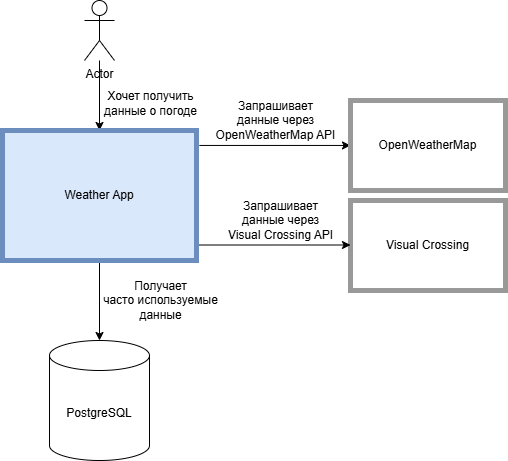 Actor
Хочет получить
данные о погоде
Запрашивает
данные через
OpenWeatherMap API
OpenWeatherMap
Weather App
Запрашивает
данные через
Visual Crossing API
Visual Crossing
Получает
часто используемые
данные
PostgreSQL